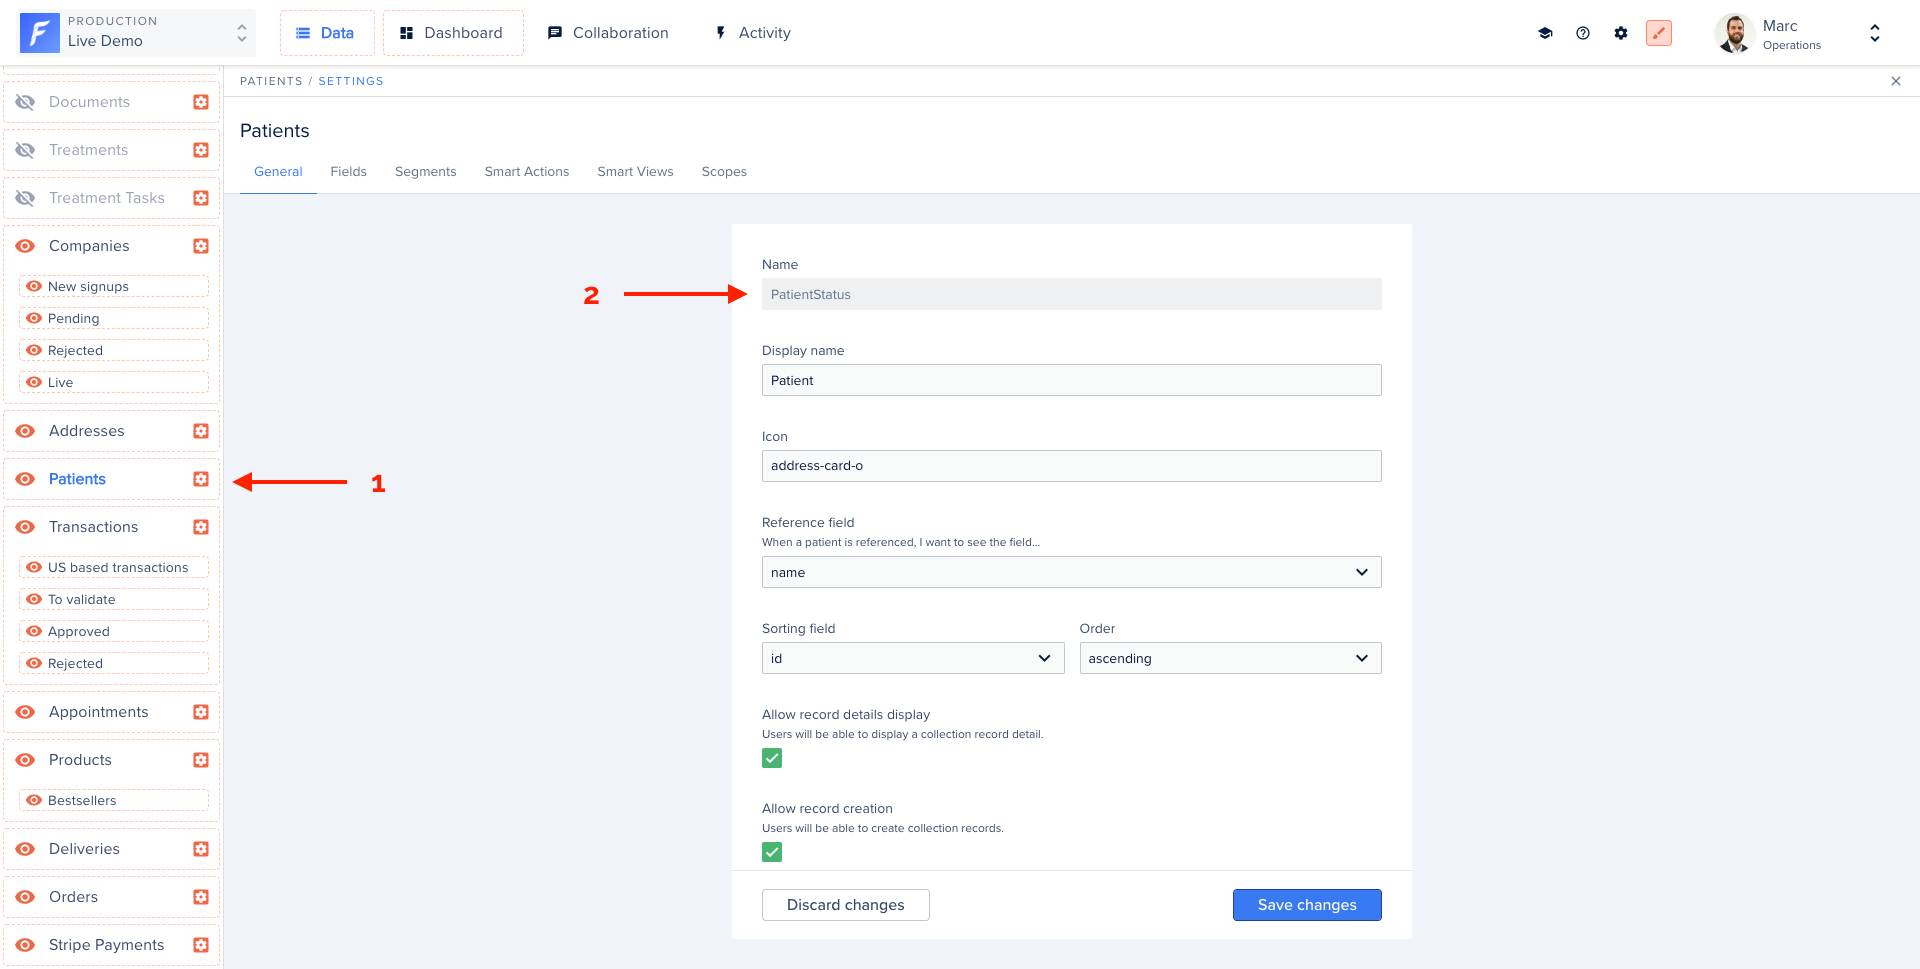 PRODUCTION
Live Demo
Data
Dashboard
Collaboration
Activity
Marc
Operations
PATIENTS / SETTINGS
Documents
Treatments
Treatment Tasks
Companies
New signups
Pending
Rejected
Live
Addresses
Patients
Transactions
US based transactions
To validate
Approved
Rejected
Appointments
Products
Bestsellers
Deliveries
Orders
Stripe Payments
Patients
General
Fields
Segments
Smart Actions
Smart Views
Scopes
1
2
Name
PatientStatus
Display name
Patient
Icon
address-card-o
Reference field
When a patient is referenced, I want to see the field...
name
Sorting field
Order
id
ascending
Allow record details display
Users will be able to display a collection record detail.
Allow record creation
Users will be able to create collection records.
Discard changes
Save changes